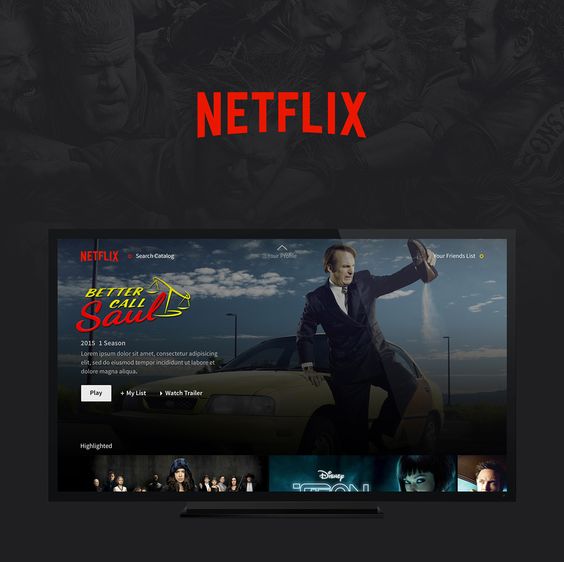 NETFLIX
NETFLIX Search Catalog Your Profile Your Friends List
BETTER
CALL
Saul
2015 1 Season
Lorem ipsum dolor sit amet, consectetur adipisicing
elit, sed do eiusmod tempor incididunt ut labore et
dolore magna aliqua.
Play + My List Watch Trailer
Highlighted
Disney
SONS